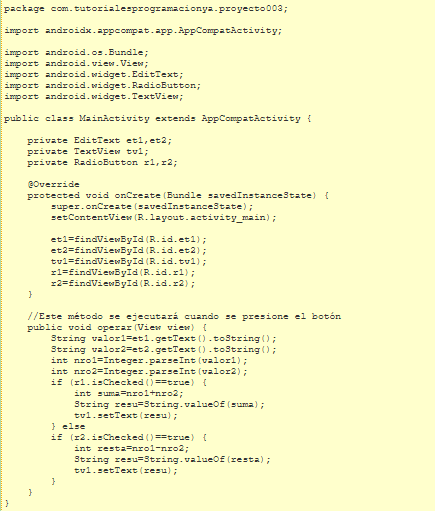 package com.tutorialesprogramacionya.proyecto003;
import androidx.appcompat.app.AppCompatActivity;
import android.os.Bundle;
import android.view.View;
import android.widget.EditText;
import android.widget.RadioButton;
import android.widget.TextView;
public class MainActivity extends AppCompatActivity {
private EditText et1,et2;
private TextView tv1;
private RadioButton r1,r2;
@Override
protected void onCreate(Bundle savedInstanceState) {
super.onCreate(savedInstanceState);
setContentView(R.layout.activity_main);
et1=findViewById(R.id.et1);
et2=findViewById(R.id.et2);
tv1=findViewById(R.id.tv1);
r1=findViewById(R.id.r1);
r2=findViewById(R.id.r2);
}
//Este método se ejecutará cuando se presione el botón
public void operar(View view) {
String valor1=et1.getText().toString();
String valor2=et2.getText().toString();
int nro1=Integer.parseInt(valor1);
int nro2=Integer.parseInt(valor2);
if (r1.isChecked()==true) {
int suma=nro1+nro2;
String resu=String.valueOf(suma);
tv1.setText(resu);
} else
if (r2.isChecked()==true) {
int resta=nro1-nro2;
String resu=String.valueOf(resta);
tv1.setText(resu);
}
}
}